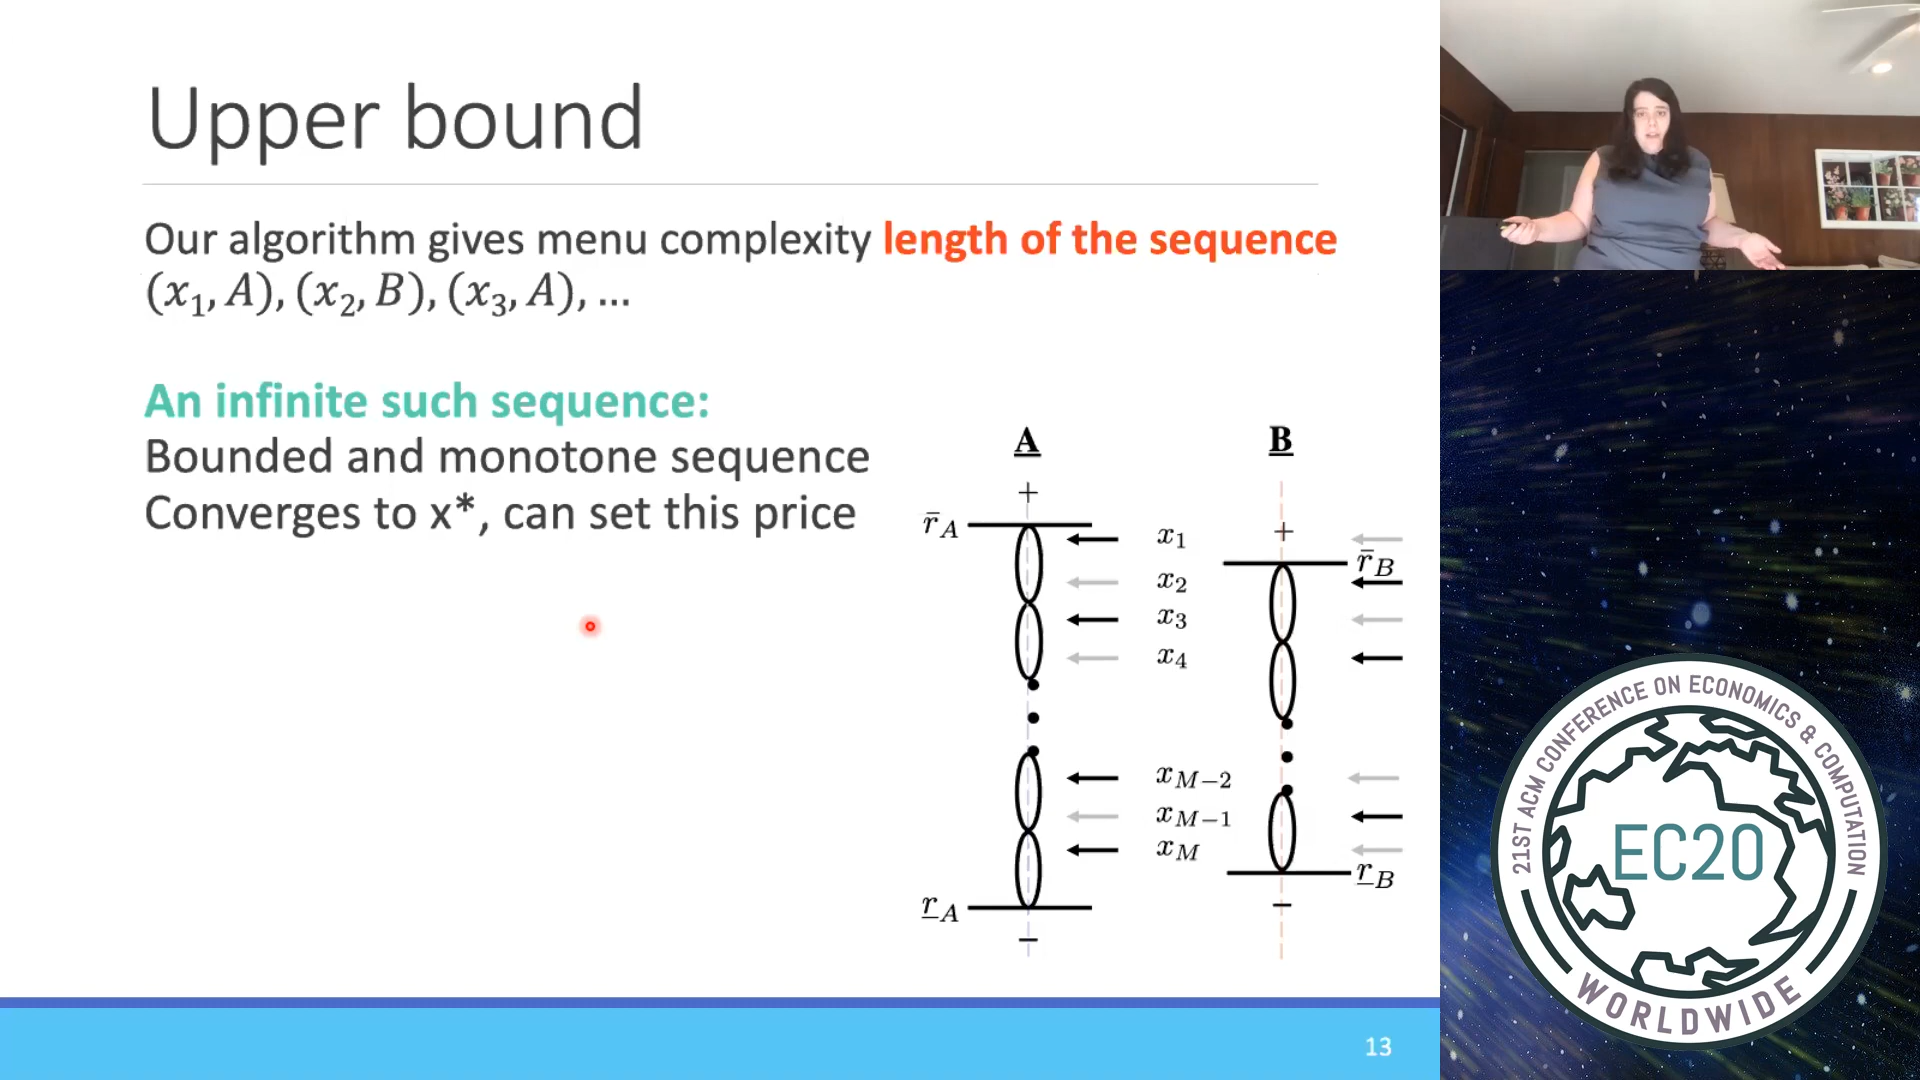 Upper bound
Our algorithm gives menu complexity length of the sequence
(x₁, A), (x₂, B), (x₃, A), ...
An infinite such sequence:
Bounded and monotone sequence
Converges to x*, can set this price
A
B
+
+
r̄_A
x₁
r̄_B
x₂
x₃
x₄
x_{M−2}
x_{M−1}
x_M
r̲_B
r̲_A
−
−
13
21ST ACM CONFERENCE ON ECONOMICS & COMPUTATION
EC20
WORLDWIDE